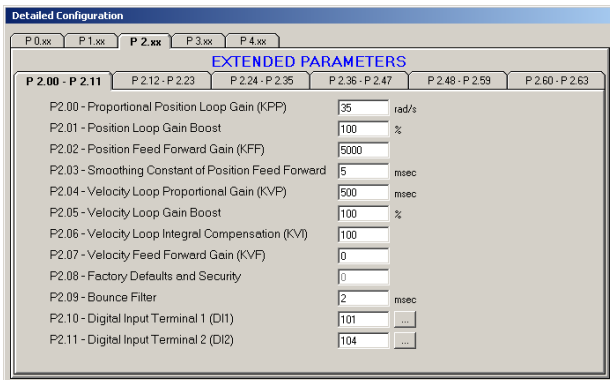 Detailed Configuration
P 0.xx P 1.xx P 2.xx P 3.xx P 4.xx
EXTENDED PARAMETERS
P 2.00 - P 2.11 P 2.12 - P 2.23 P 2.24 - P 2.35 P 2.36 - P 2.47 P 2.48 - P 2.59 P 2.60 - P 2.63
P2.00 - Proportional Position Loop Gain (KPP) 35 rad/s
P2.01 - Position Loop Gain Boost 100 %
P2.02 - Position Feed Forward Gain (KFF) 5000
P2.03 - Smoothing Constant of Position Feed Forward 5 msec
P2.04 - Velocity Loop Proportional Gain (KVP) 500 msec
P2.05 - Velocity Loop Gain Boost 100 %
P2.06 - Velocity Loop Integral Compensation (KVI) 100
P2.07 - Velocity Feed Forward Gain (KVF) 0
P2.08 - Factory Defaults and Security 0
P2.09 - Bounce Filter 2 msec
P2.10 - Digital Input Terminal 1 (DI1) 101 ...
P2.11 - Digital Input Terminal 2 (DI2) 104 ...